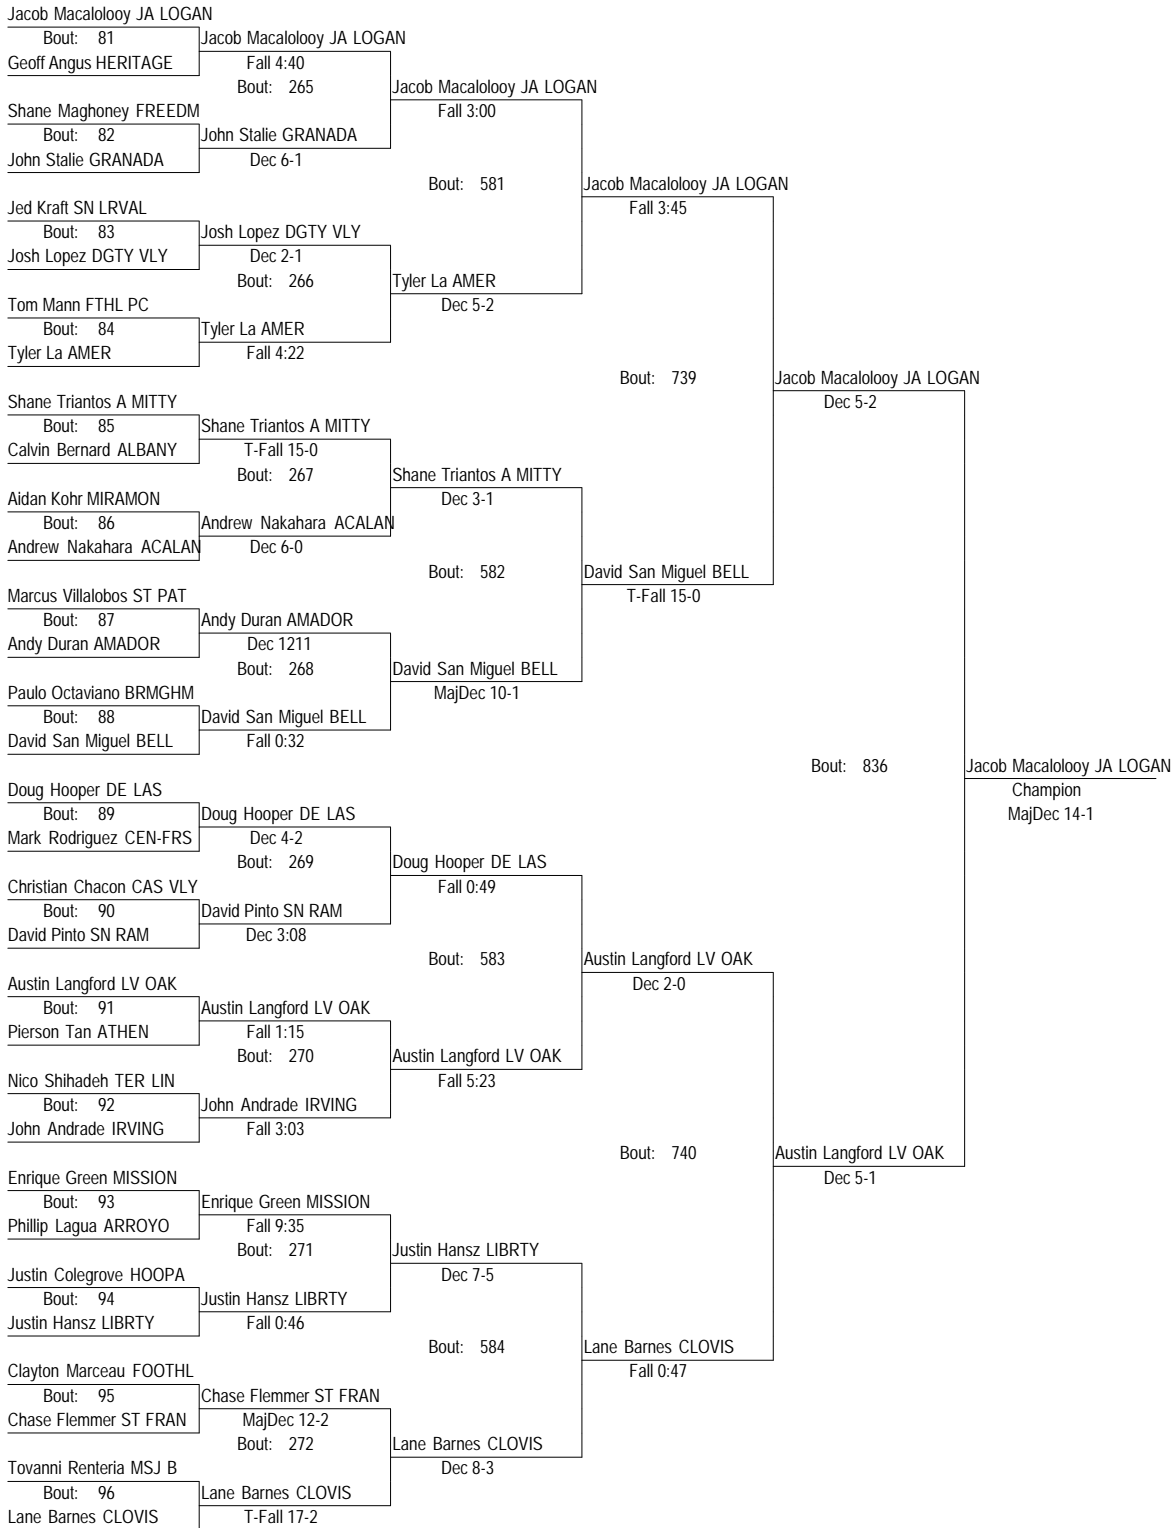 Jacob Macalolooy JA LOGAN
Bout: 81
Jacob Macalolooy JA LOGAN
Geoff Angus HERITAGE
Fall 4:40
Bout: 265
Jacob Macalolooy JA LOGAN
Shane Maghoney FREEDM
Fall 3:00
Bout: 82
John Stalie GRANADA
John Stalie GRANADA
Dec 6-1
Bout: 581
Jacob Macalolooy JA LOGAN
Jed Kraft SN LRVAL
Fall 3:45
Bout: 83
Josh Lopez DGTY VLY
Josh Lopez DGTY VLY
Dec 2-1
Bout: 266
Tyler La AMER
Tom Mann FTHL PC
Dec 5-2
Bout: 84
Tyler La AMER
Tyler La AMER
Fall 4:22
Bout: 739
Jacob Macalolooy JA LOGAN
Shane Triantos A MITTY
Dec 5-2
Bout: 85
Shane Triantos A MITTY
Calvin Bernard ALBANY
T-Fall 15-0
Bout: 267
Shane Triantos A MITTY
Aidan Kohr MIRAMON
Dec 3-1
Bout: 86
Andrew Nakahara ACALAN
Andrew Nakahara ACALAN
Dec 6-0
Bout: 582
David San Miguel BELL
Marcus Villalobos ST PAT
T-Fall 15-0
Bout: 87
Andy Duran AMADOR
Andy Duran AMADOR
Dec 1211
Bout: 268
David San Miguel BELL
Paulo Octaviano BRMGHM
MajDec 10-1
Bout: 88
David San Miguel BELL
David San Miguel BELL
Fall 0:32
Bout: 836
Jacob Macalolooy JA LOGAN
Doug Hooper DE LAS
Champion
Bout: 89
Doug Hooper DE LAS
MajDec 14-1
Mark Rodriguez CEN-FRS
Dec 4-2
Bout: 269
Doug Hooper DE LAS
Christian Chacon CAS VLY
Fall 0:49
Bout: 90
David Pinto SN RAM
David Pinto SN RAM
Dec 3:08
Bout: 583
Austin Langford LV OAK
Austin Langford LV OAK
Dec 2-0
Bout: 91
Austin Langford LV OAK
Pierson Tan ATHEN
Fall 1:15
Bout: 270
Austin Langford LV OAK
Nico Shihadeh TER LIN
Fall 5:23
Bout: 92
John Andrade IRVING
John Andrade IRVING
Fall 3:03
Bout: 740
Austin Langford LV OAK
Enrique Green MISSION
Dec 5-1
Bout: 93
Enrique Green MISSION
Phillip Lagua ARROYO
Fall 9:35
Bout: 271
Justin Hansz LIBRTY
Justin Colegrove HOOPA
Dec 7-5
Bout: 94
Justin Hansz LIBRTY
Justin Hansz LIBRTY
Fall 0:46
Bout: 584
Lane Barnes CLOVIS
Clayton Marceau FOOTHL
Fall 0:47
Bout: 95
Chase Flemmer ST FRAN
Chase Flemmer ST FRAN
MajDec 12-2
Bout: 272
Lane Barnes CLOVIS
Tovanni Renteria MSJ B
Dec 8-3
Bout: 96
Lane Barnes CLOVIS
Lane Barnes CLOVIS
T-Fall 17-2